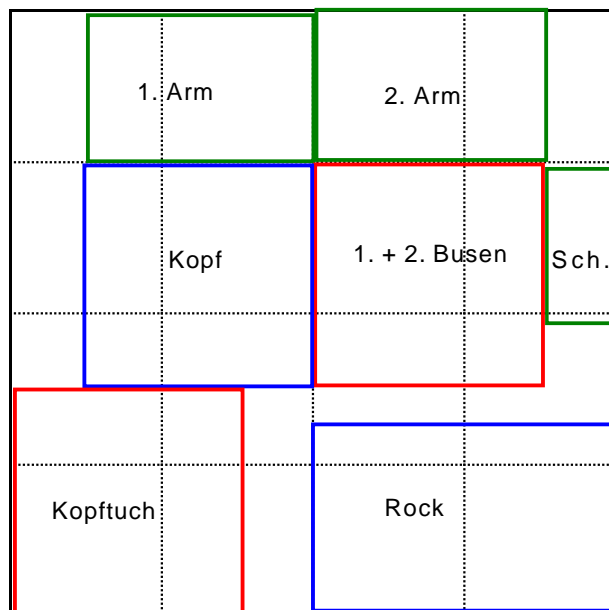 1. Arm
2. Arm
Kopf
1. + 2. Busen
Sch.
Kopftuch
Rock